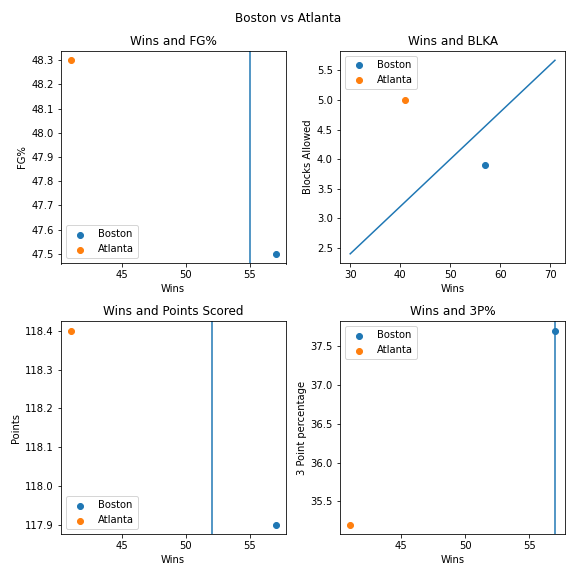 Boston vs Atlanta
Wins and FG%
48.3
48.2
48.1
48.0
47.9
47.8
47.7
47.6
47.5
FG%
Boston
Atlanta
45
50
55
Wins
Wins and BLKA
5.5
5.0
4.5
4.0
3.5
3.0
2.5
Blocks Allowed
Boston
Atlanta
30
40
50
60
70
Wins
Wins and Points Scored
118.4
118.3
118.2
118.1
118.0
117.9
Points
Boston
Atlanta
45
50
55
Wins
Wins and 3P%
37.5
37.0
36.5
36.0
35.5
3 Point percentage
Boston
Atlanta
45
50
55
Wins